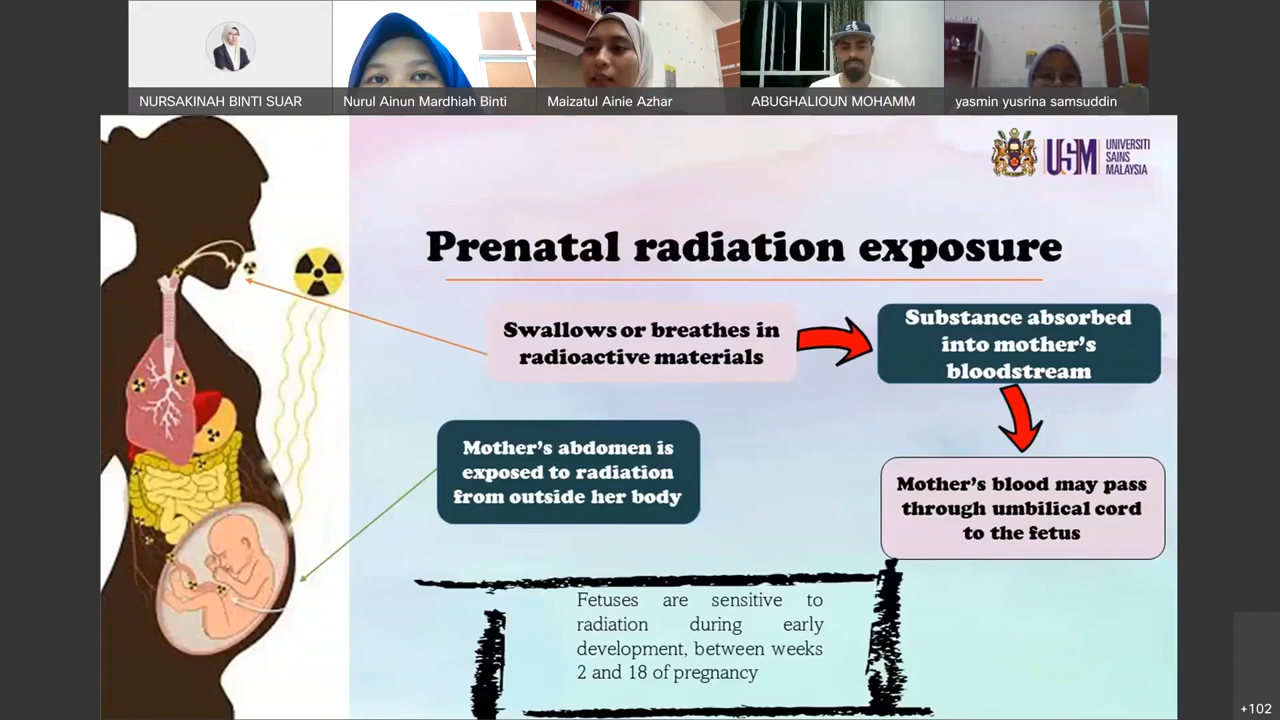 NURSAKINAH BINTI SUAR
Nurul Ainun Mardhiah Binti
Maizatul Ainie Azhar
ABUGHALIOUN MOHAMM
yasmin yusrina samsuddin
USM
UNIVERSITI
SAINS
MALAYSIA
Prenatal radiation exposure
Swallows or breathes in
radioactive materials
Substance absorbed
into mother's
bloodstream
Mother's abdomen is
exposed to radiation
from outside her body
Mother's blood may pass
through umbilical cord
to the fetus
Fetuses are sensitive to
radiation during early
development, between weeks
2 and 18 of pregnancy
+102